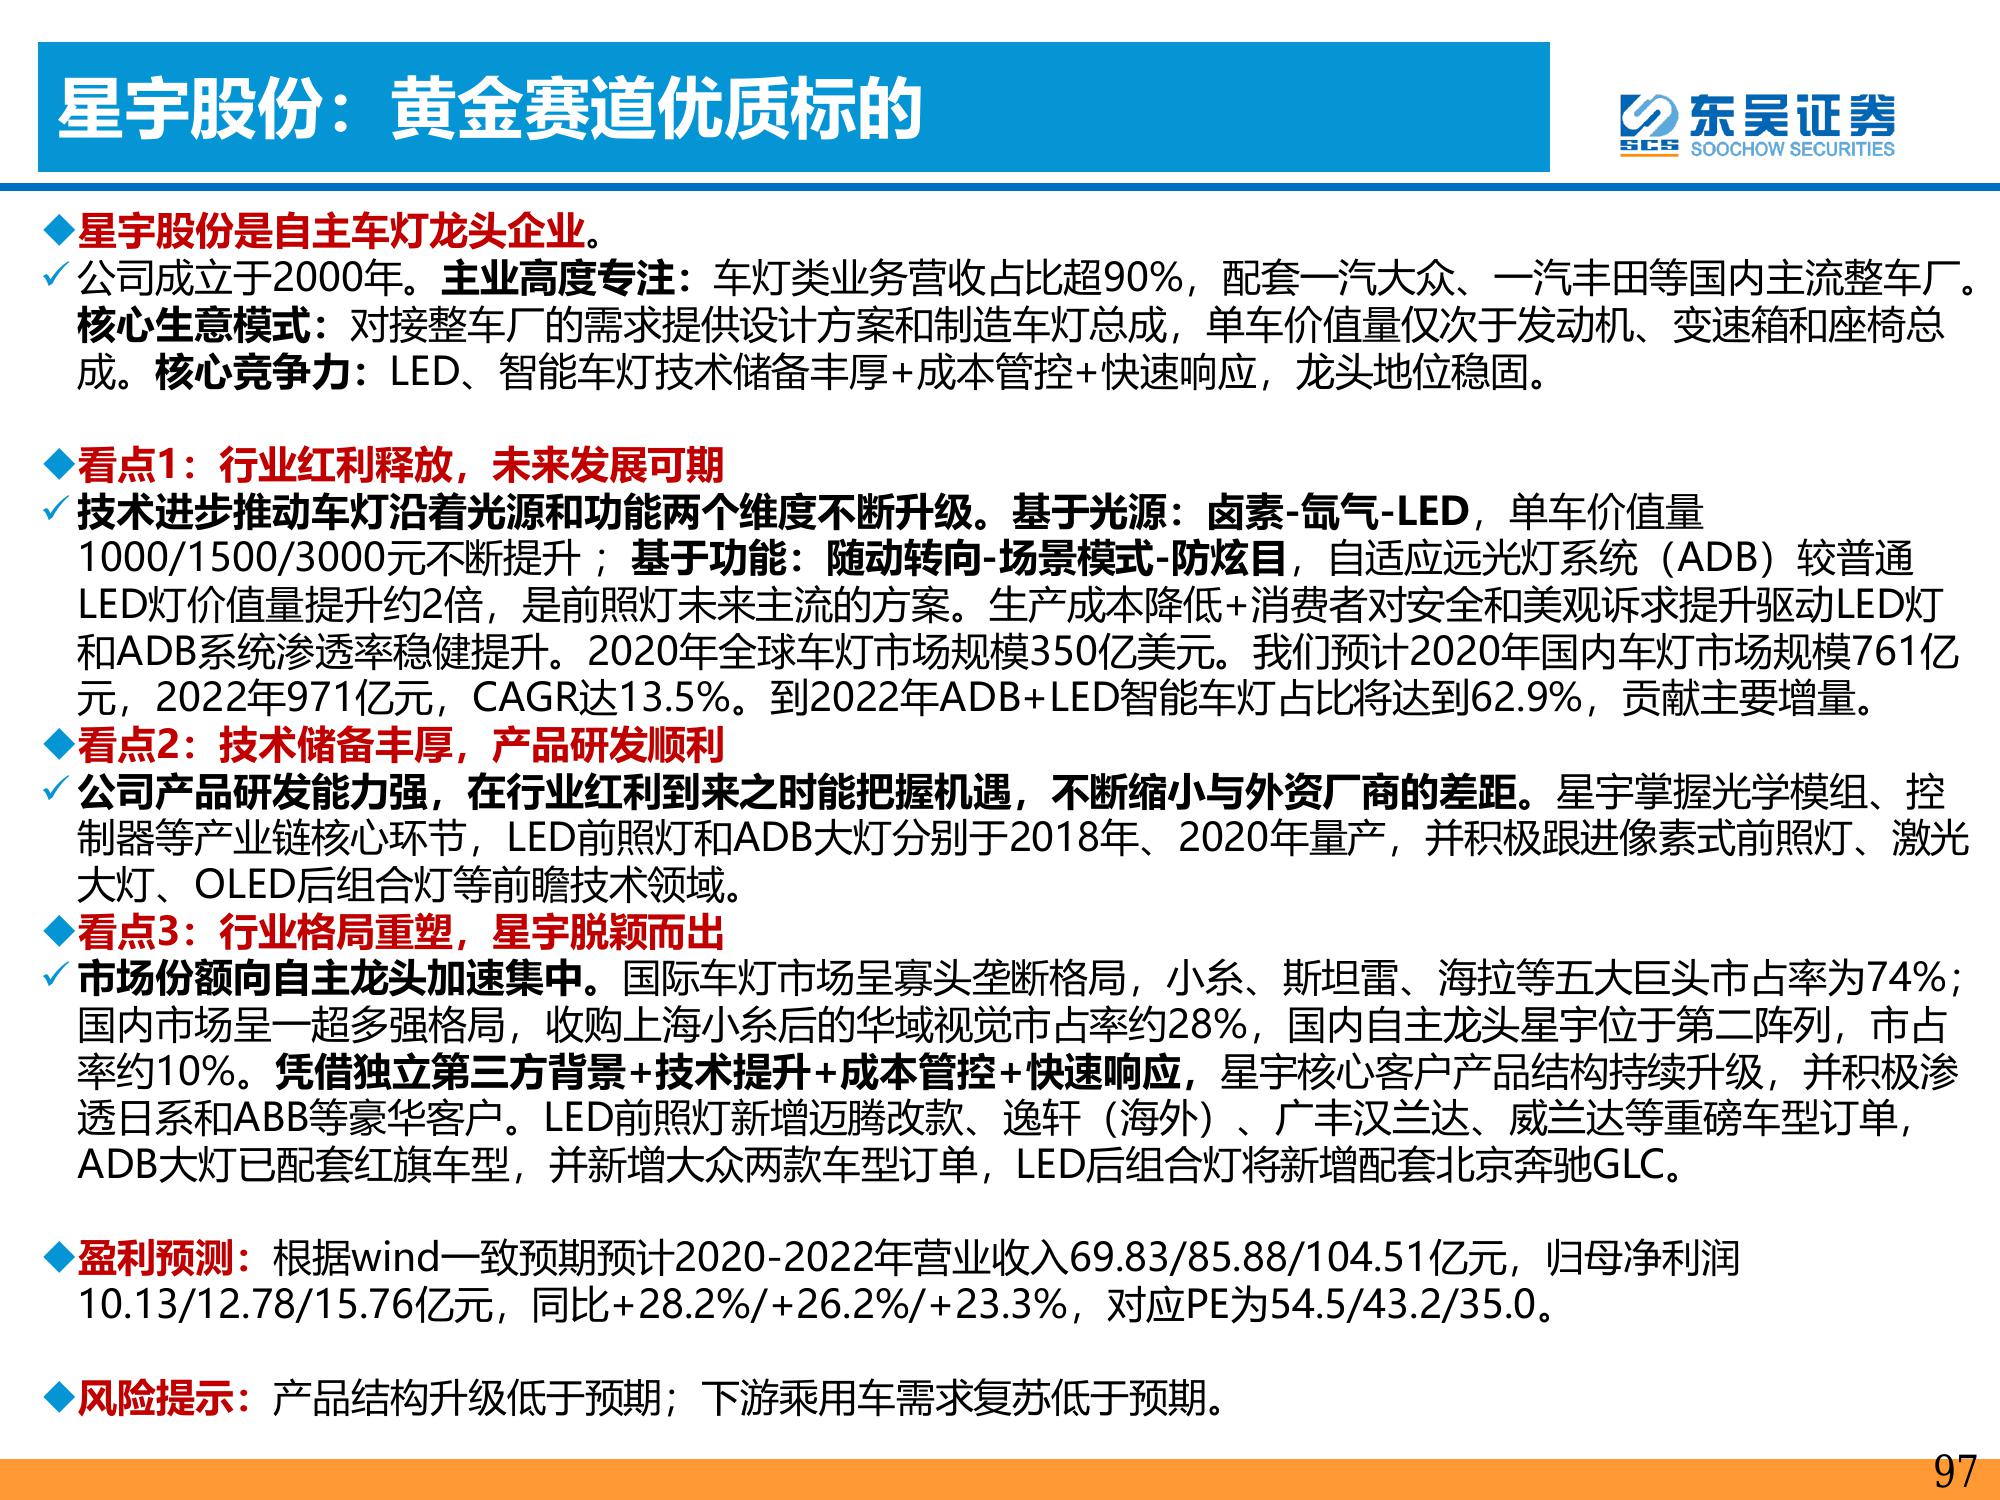 星宇股份：黄金赛道优质标的
SCS
东吴证券
SOOCHOW SECURITIES
◆星宇股份是自主车灯龙头企业。
✓公司成立于2000年。主业高度专注：车灯类业务营收占比超90%，配套一汽大众、一汽丰田等国内主流整车厂。
核心生意模式：对接整车厂的需求提供设计方案和制造车灯总成，单车价值量仅次于发动机、变速箱和座椅总
成。核心竞争力：LED、智能车灯技术储备丰厚+成本管控+快速响应，龙头地位稳固。
◆看点1：行业红利释放，未来发展可期
✓技术进步推动车灯沿着光源和功能两个维度不断升级。基于光源：卤素-氙气-LED，单车价值量
1000/1500/3000元不断提升 ；基于功能：随动转向-场景模式-防炫目，自适应远光灯系统（ADB）较普通
LED灯价值量提升约2倍，是前照灯未来主流的方案。生产成本降低+消费者对安全和美观诉求提升驱动LED灯
和ADB系统渗透率稳健提升。2020年全球车灯市场规模350亿美元。我们预计2020年国内车灯市场规模761亿
元，2022年971亿元，CAGR达13.5%。到2022年ADB+LED智能车灯占比将达到62.9%，贡献主要增量。
◆看点2：技术储备丰厚，产品研发顺利
✓公司产品研发能力强，在行业红利到来之时能把握机遇，不断缩小与外资厂商的差距。星宇掌握光学模组、控
制器等产业链核心环节，LED前照灯和ADB大灯分别于2018年、2020年量产，并积极跟进像素式前照灯、激光
大灯、OLED后组合灯等前瞻技术领域。
◆看点3：行业格局重塑，星宇脱颖而出
✓市场份额向自主龙头加速集中。国际车灯市场呈寡头垄断格局，小糸、斯坦雷、海拉等五大巨头市占率为74%；
国内市场呈一超多强格局，收购上海小糸后的华域视觉市占率约28%，国内自主龙头星宇位于第二阵列，市占
率约10%。凭借独立第三方背景+技术提升+成本管控+快速响应，星宇核心客户产品结构持续升级，并积极渗
透日系和ABB等豪华客户。LED前照灯新增迈腾改款、逸轩（海外）、广丰汉兰达、威兰达等重磅车型订单，
ADB大灯已配套红旗车型，并新增大众两款车型订单，LED后组合灯将新增配套北京奔驰GLC。
◆盈利预测：根据wind一致预期预计2020-2022年营业收入69.83/85.88/104.51亿元，归母净利润
10.13/12.78/15.76亿元，同比+28.2%/+26.2%/+23.3%，对应PE为54.5/43.2/35.0。
◆风险提示：产品结构升级低于预期；下游乘用车需求复苏低于预期。
97